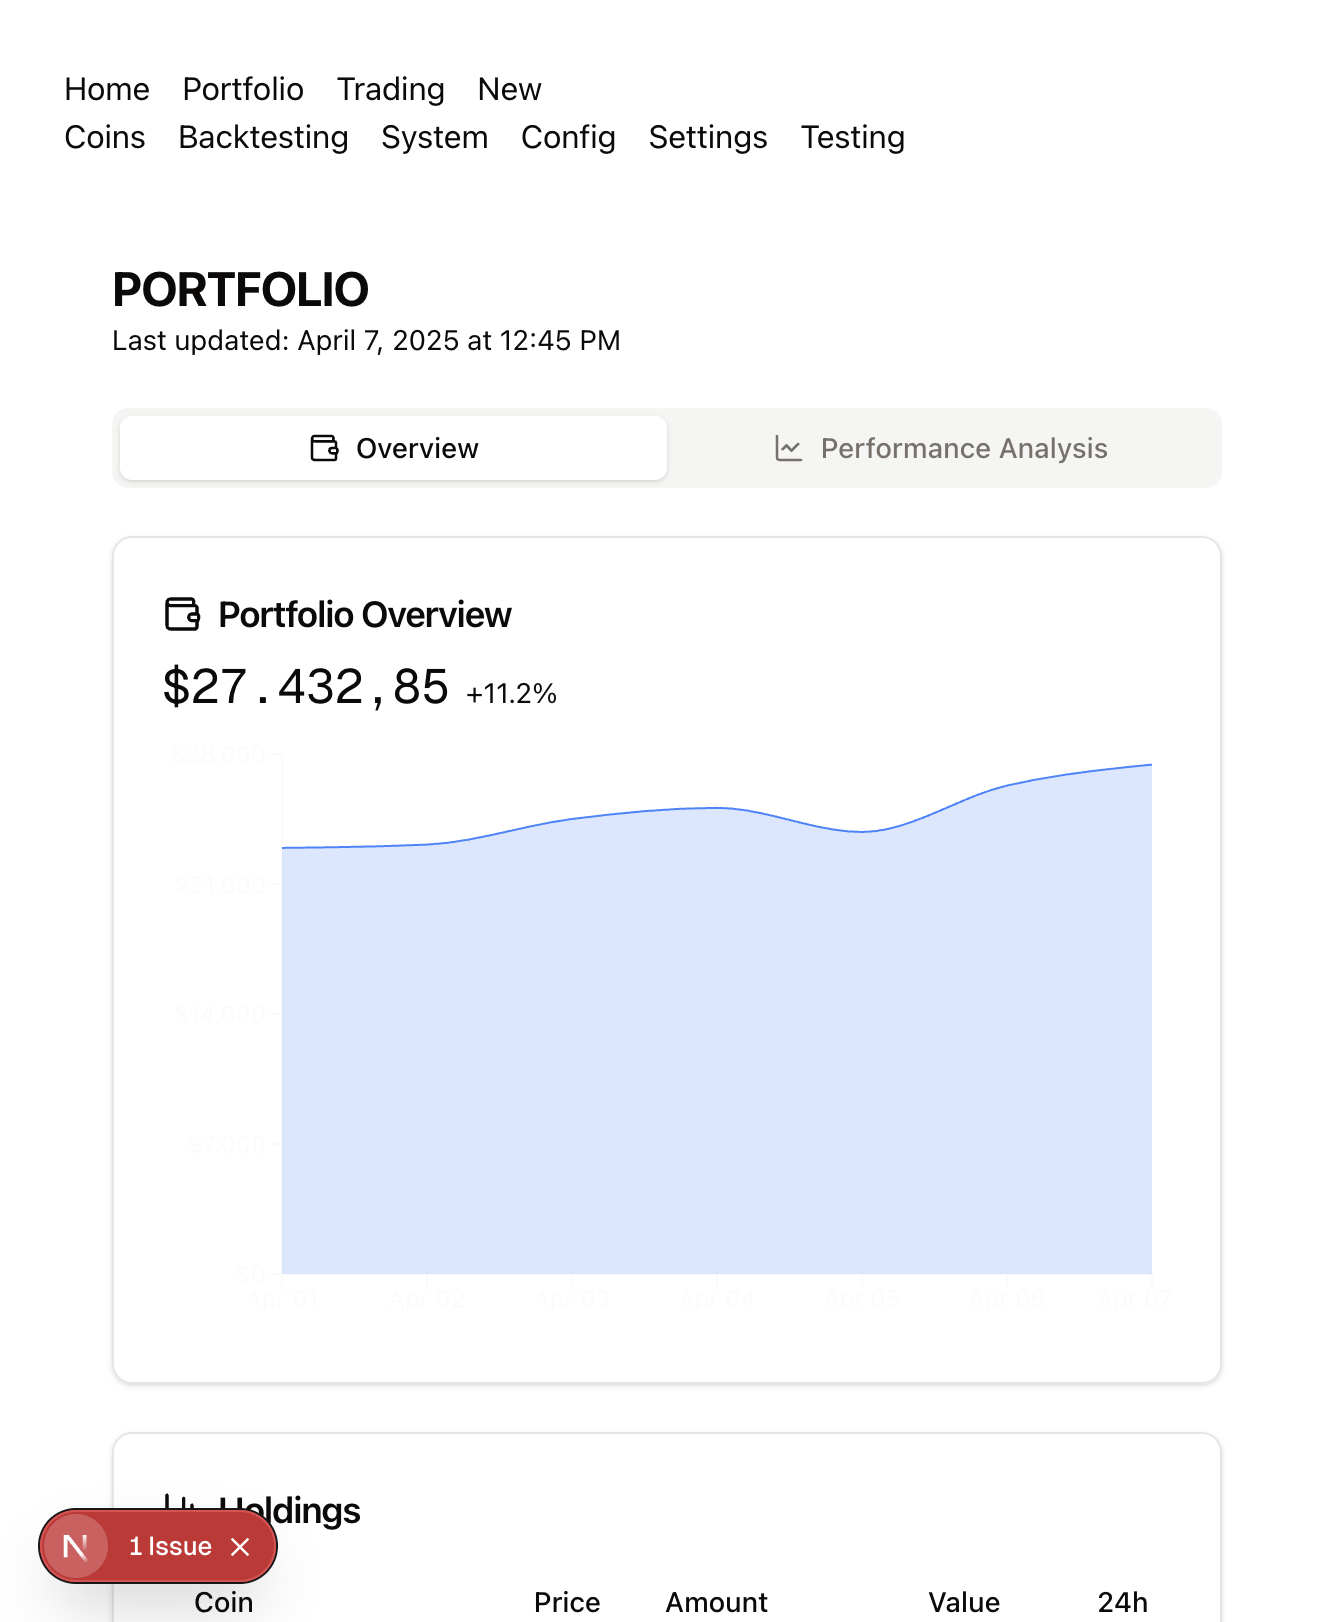 Home Portfolio Trading New
Coins Backtesting System Config Settings Testing
PORTFOLIO
Last updated: April 7, 2025 at 12:45 PM
Overview Performance Analysis
Portfolio Overview
$27.432,85 +11.2%
$28.000
$21.000
$14.000
$7.000
$0
Apr 01 Apr 02 Apr 03 Apr 04 Apr 05 Apr 06 Apr 07
Holdings
N 1 Issue
Coin Price Amount Value 24h